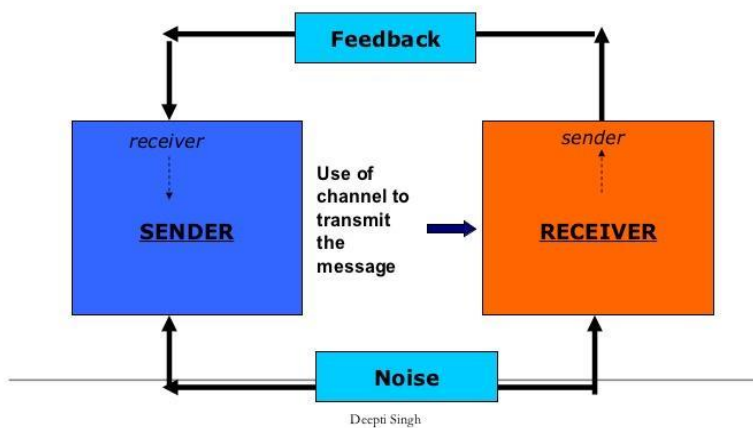 Feedback
receiver
sender
SENDER
Use of
channel to
transmit
the
message
RECEIVER
Noise
Deepti Singh